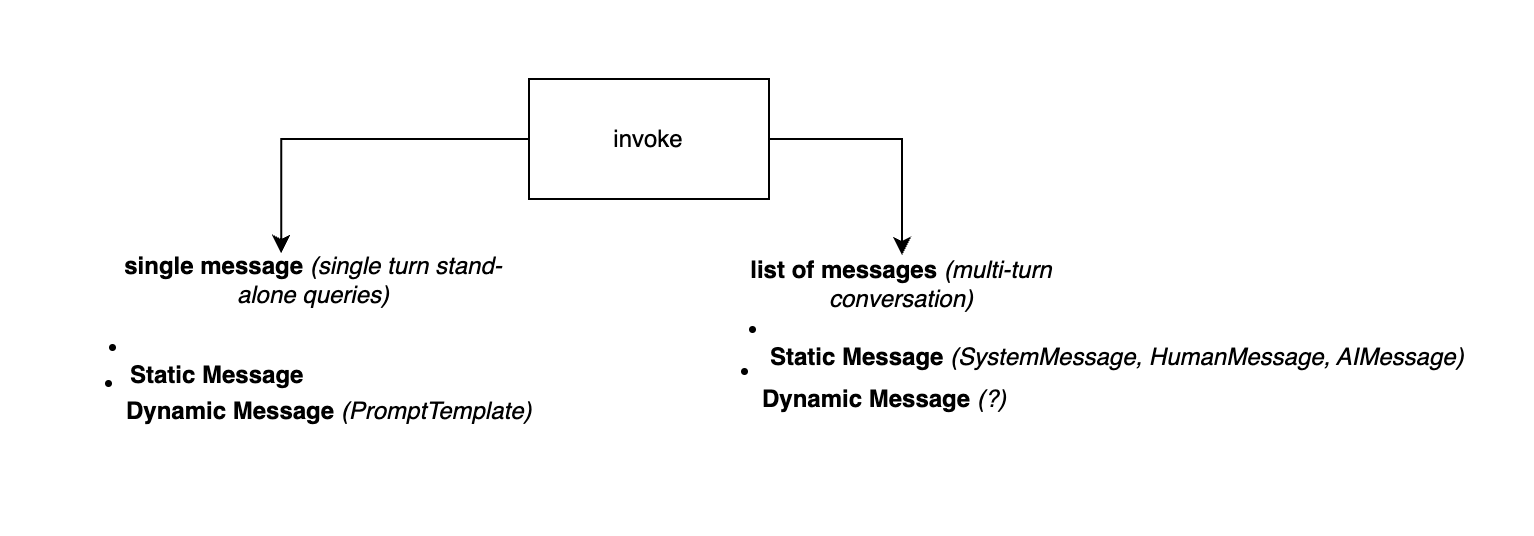 invoke
single message (single turn stand-
alone queries)
Static Message
Dynamic Message (PromptTemplate)
list of messages (multi-turn
conversation)
Static Message (SystemMessage, HumanMessage, AIMessage)
Dynamic Message (?)